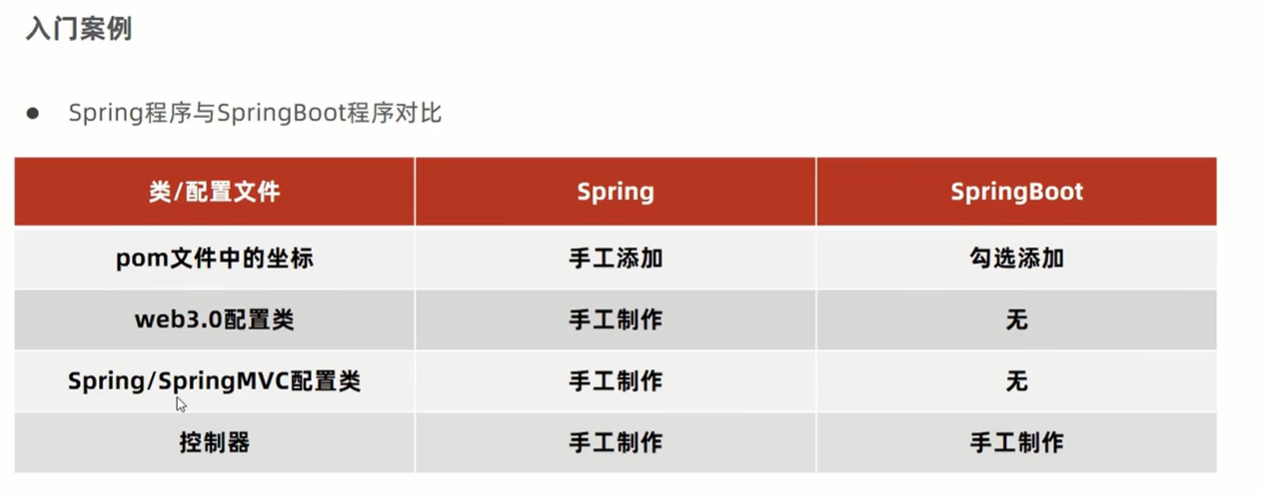 入门案例
● Spring程序与SpringBoot程序对比
类/配置文件 Spring SpringBoot
pom文件中的坐标 手工添加 勾选添加
web3.0配置类 手工制作 无
Spring/SpringMVC配置类 手工制作 无
控制器 手工制作 手工制作